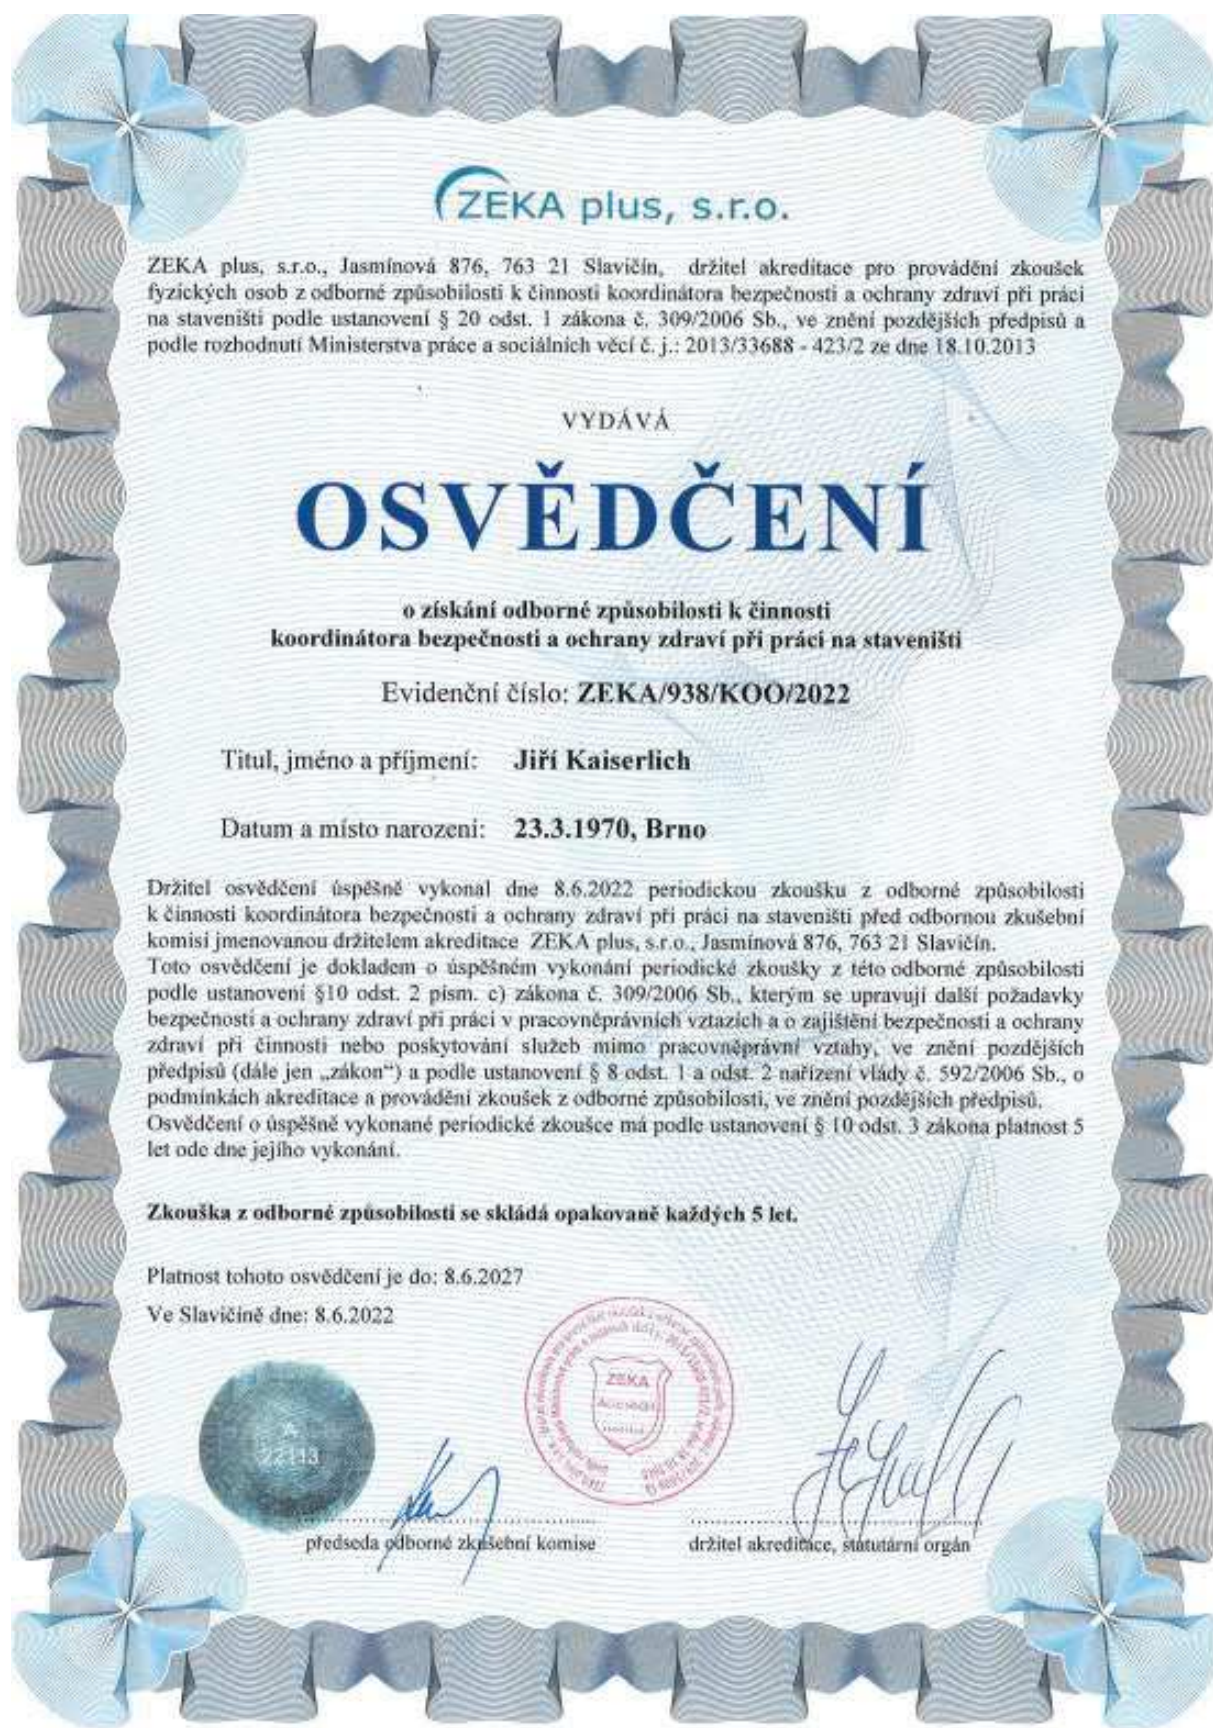 ZEKA plus, s.r.o.
ZEKA plus, s.r.o., Jasmínová 876, 763 21 Slavičín, držitel akreditace pro provádění zkoušek
fyzických osob z odborné způsobilosti k činnosti koordinátora bezpečnosti a ochrany zdraví při práci
na staveništi podle ustanovení § 20 odst. 1 zákona č. 309/2006 Sb., ve znění pozdějších předpisů a
podle rozhodnutí Ministerstva práce a sociálních věcí č. j.: 2013/33688 - 423/2 ze dne 18.10.2013
VYDÁVÁ
OSVĚDČENÍ
o získání odborné způsobilosti k činnosti
koordinátora bezpečnosti a ochrany zdraví při práci na staveništi
Evidenční číslo: ZEKA/938/KOO/2022
Titul, jméno a příjmení: Jiří Kaiserlich
Datum a místo narození: 23.3.1970, Brno
Držitel osvědčení úspěšně vykonal dne 8.6.2022 periodickou zkoušku z odborné způsobilosti
k činnosti koordinátora bezpečnosti a ochrany zdraví při práci na staveništi před odbornou zkušební
komisí jmenovanou držitelem akreditace ZEKA plus, s.r.o., Jasmínová 876, 763 21 Slavičín.
Toto osvědčení je dokladem o úspěšném vykonání periodické zkoušky z této odborné způsobilosti
podle ustanovení §10 odst. 2 písm. c) zákona č. 309/2006 Sb., kterým se upravují další požadavky
bezpečnosti a ochrany zdraví při práci v pracovněprávních vztazích a o zajištění bezpečnosti a ochrany
zdraví při činnosti nebo poskytování služeb mimo pracovněprávní vztahy, ve znění pozdějších
předpisů (dále jen „zákon“) a podle ustanovení § 8 odst. 1 a odst. 2 nařízení vlády č. 592/2006 Sb., o
podmínkách akreditace a provádění zkoušek z odborné způsobilosti, ve znění pozdějších předpisů.
Osvědčení o úspěšně vykonané periodické zkoušce má podle ustanovení § 10 odst. 3 zákona platnost 5
let ode dne jejího vykonání.
Zkouška z odborné způsobilosti se skládá opakovaně každých 5 let.
Platnost tohoto osvědčení je do: 8.6.2027
Ve Slavičíně dne: 8.6.2022
ZEKA
A
22113
předseda odborné zkušební komise
držitel akreditace, statutární orgán